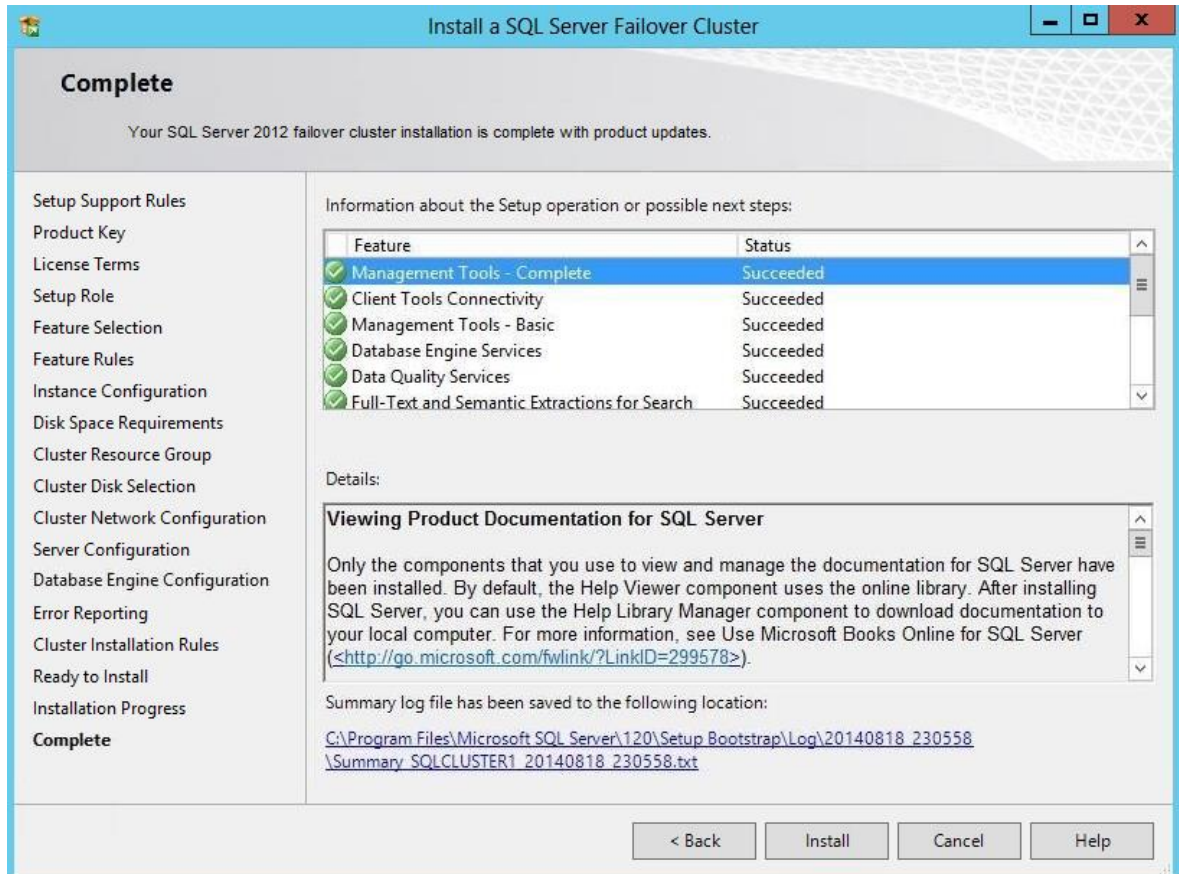 Install a SQL Server Failover Cluster
Complete
Your SQL Server 2012 failover cluster installation is complete with product updates.
Setup Support Rules
Product Key
License Terms
Setup Role
Feature Selection
Feature Rules
Instance Configuration
Disk Space Requirements
Cluster Resource Group
Cluster Disk Selection
Cluster Network Configuration
Server Configuration
Database Engine Configuration
Error Reporting
Cluster Installation Rules
Ready to Install
Installation Progress
Complete
Information about the Setup operation or possible next steps:
Feature Status
Management Tools - Complete Succeeded
Client Tools Connectivity Succeeded
Management Tools - Basic Succeeded
Database Engine Services Succeeded
Data Quality Services Succeeded
Full-Text and Semantic Extractions for Search Succeeded
Details:
Viewing Product Documentation for SQL Server
Only the components that you use to view and manage the documentation for SQL Server have
been installed. By default, the Help Viewer component uses the online library. After installing
SQL Server, you can use the Help Library Manager component to download documentation to
your local computer. For more information, see Use Microsoft Books Online for SQL Server
(<http://go.microsoft.com/fwlink/?LinkID=299578>).
Summary log file has been saved to the following location:
C:\Program Files\Microsoft SQL Server\120\Setup Bootstrap\Log\20140818_230558
\Summary_SQLCLUSTER1_20140818_230558.txt
< Back Install Cancel Help